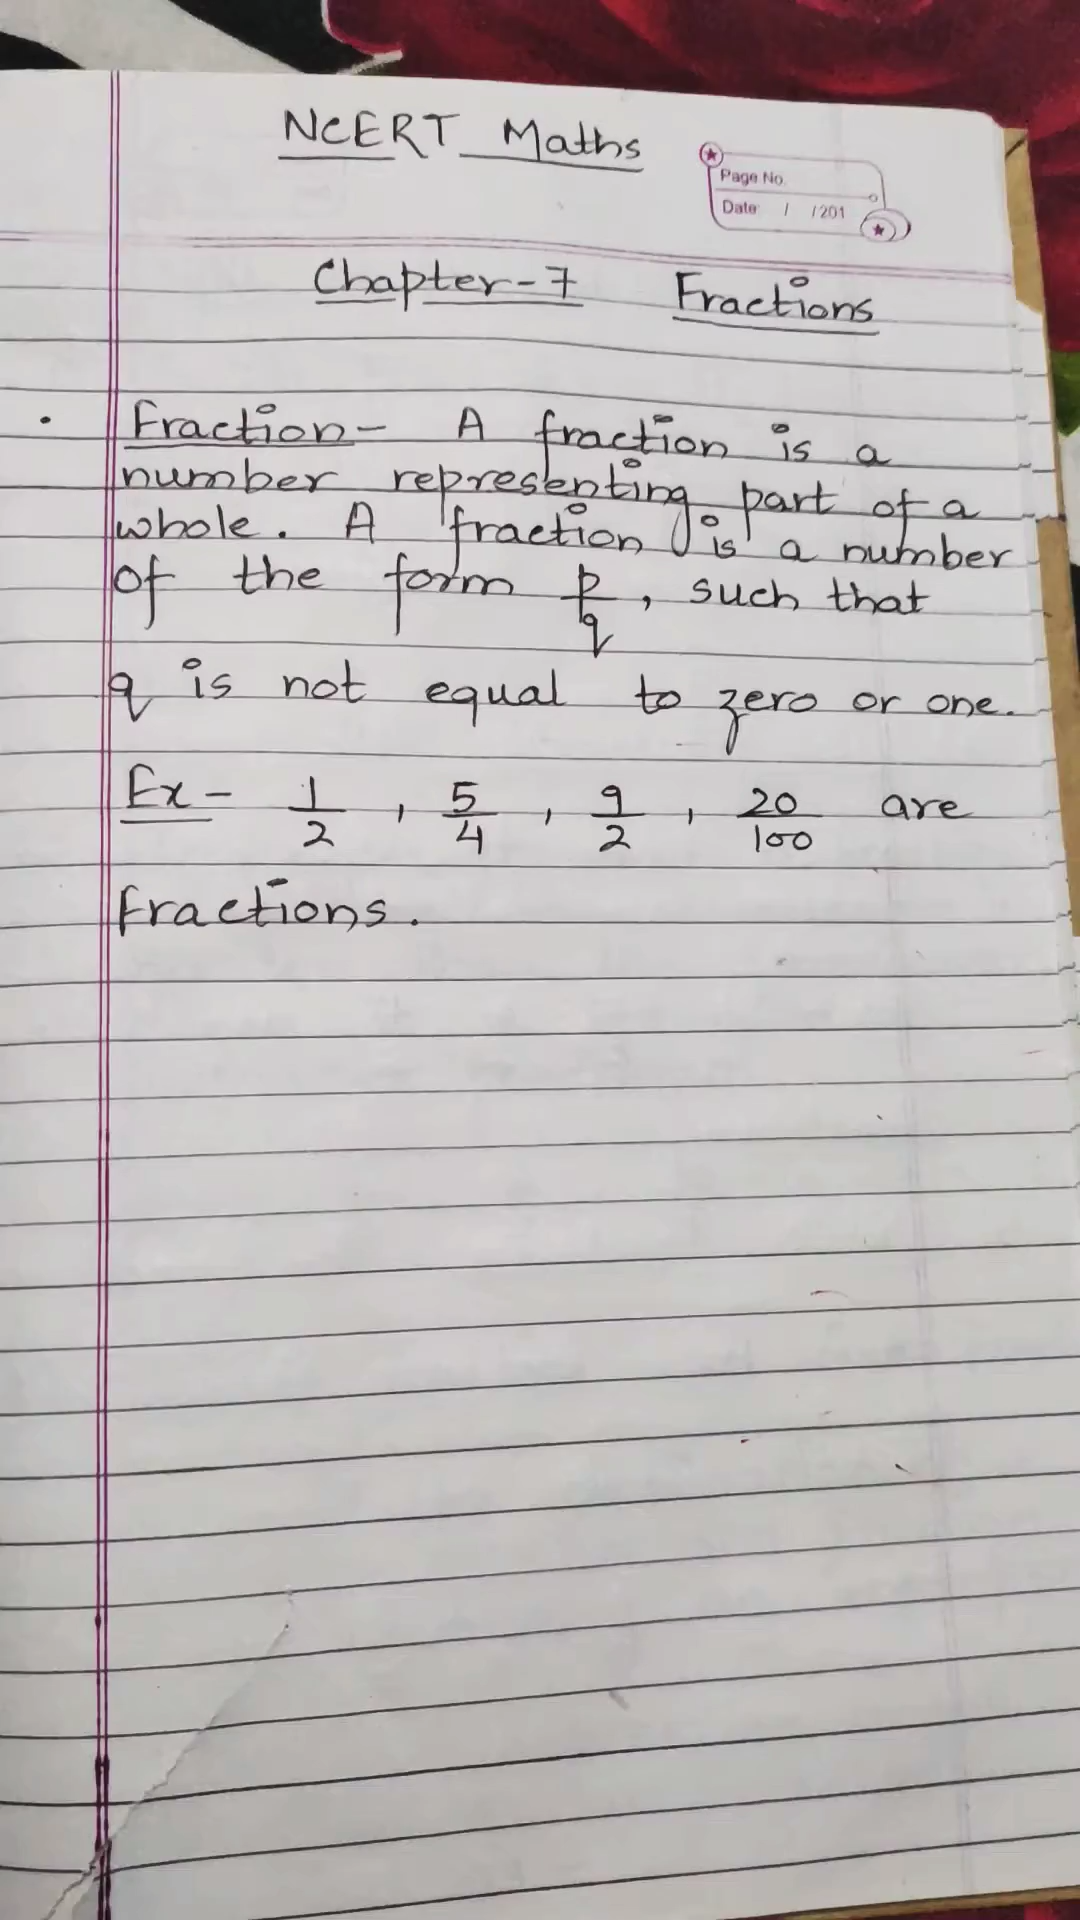 NCERT Maths
Page No.
Date / /201
Chapter-7 Fractions
Fraction- A fraction is a
number representing part of a
whole. A fraction is a number
of the form p/q, such that
q is not equal to zero or one.
Ex- 1/2, 5/4, 9/2, 20/100 are
fractions.